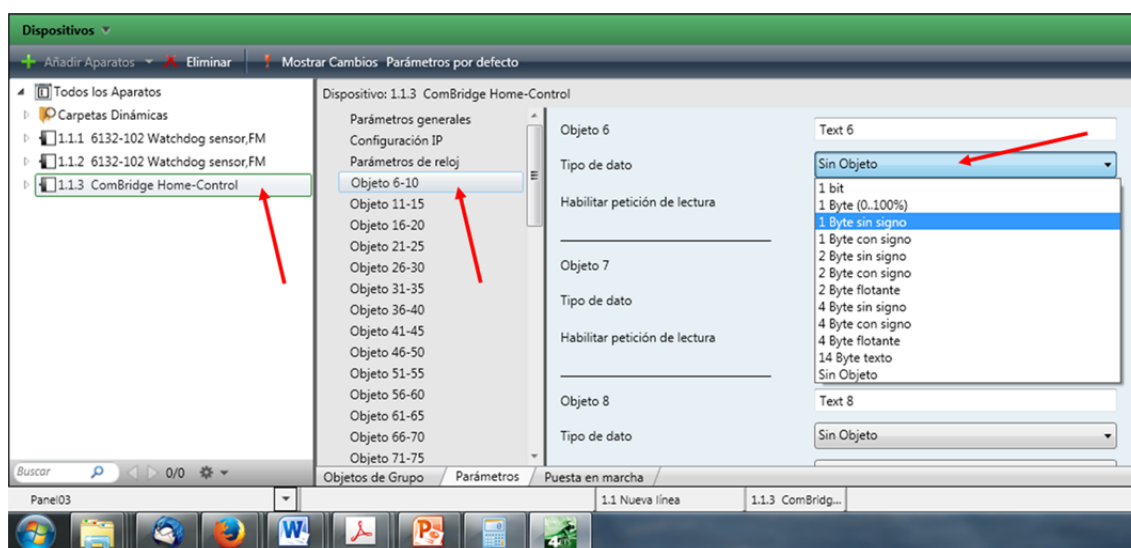 Dispositivos
Añadir Aparatos Eliminar Mostrar Cambios Parámetros por defecto
Todos los Aparatos
Carpetas Dinámicas
1.1.1 6132-102 Watchdog sensor,FM
1.1.2 6132-102 Watchdog sensor,FM
1.1.3 ComBridge Home-Control
Buscar 0/0
Dispositivo: 1.1.3 ComBridge Home-Control
Parámetros generales
Configuración IP
Parámetros de reloj
Objeto 6-10
Objeto 11-15
Objeto 16-20
Objeto 21-25
Objeto 26-30
Objeto 31-35
Objeto 36-40
Objeto 41-45
Objeto 46-50
Objeto 51-55
Objeto 56-60
Objeto 61-65
Objeto 66-70
Objeto 71-75
Objeto 6 Text 6
Tipo de dato Sin Objeto
Habilitar petición de lectura
1 bit
1 Byte (0..100%)
1 Byte sin signo
1 Byte con signo
2 Byte sin signo
2 Byte con signo
2 Byte flotante
4 Byte sin signo
4 Byte con signo
4 Byte flotante
14 Byte texto
Sin Objeto
Objeto 7
Tipo de dato
Habilitar petición de lectura
Objeto 8 Text 8
Tipo de dato Sin Objeto
Objetos de Grupo Parámetros Puesta en marcha
Panel03 1.1 Nueva línea 1.1.3 ComBridg...